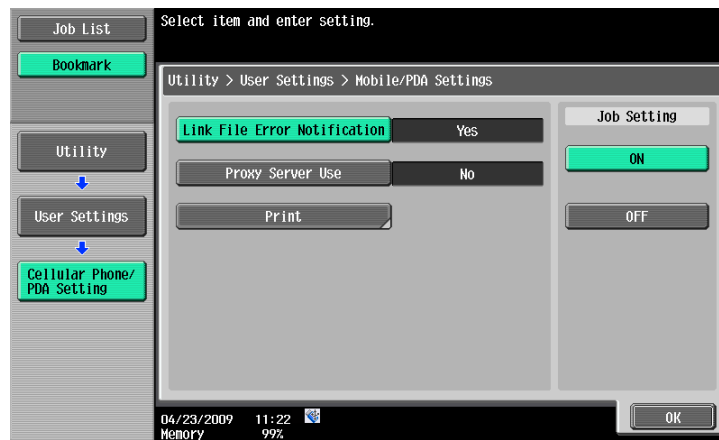 Job List
Select item and enter setting.
Bookmark
Utility > User Settings > Mobile/PDA Settings
Link File Error Notification
Yes
Job Setting
ON
Utility
Proxy Server Use
No
User Settings
Print
OFF
Cellular Phone/
PDA Setting
04/23/2009 11:22
Memory 99%
OK